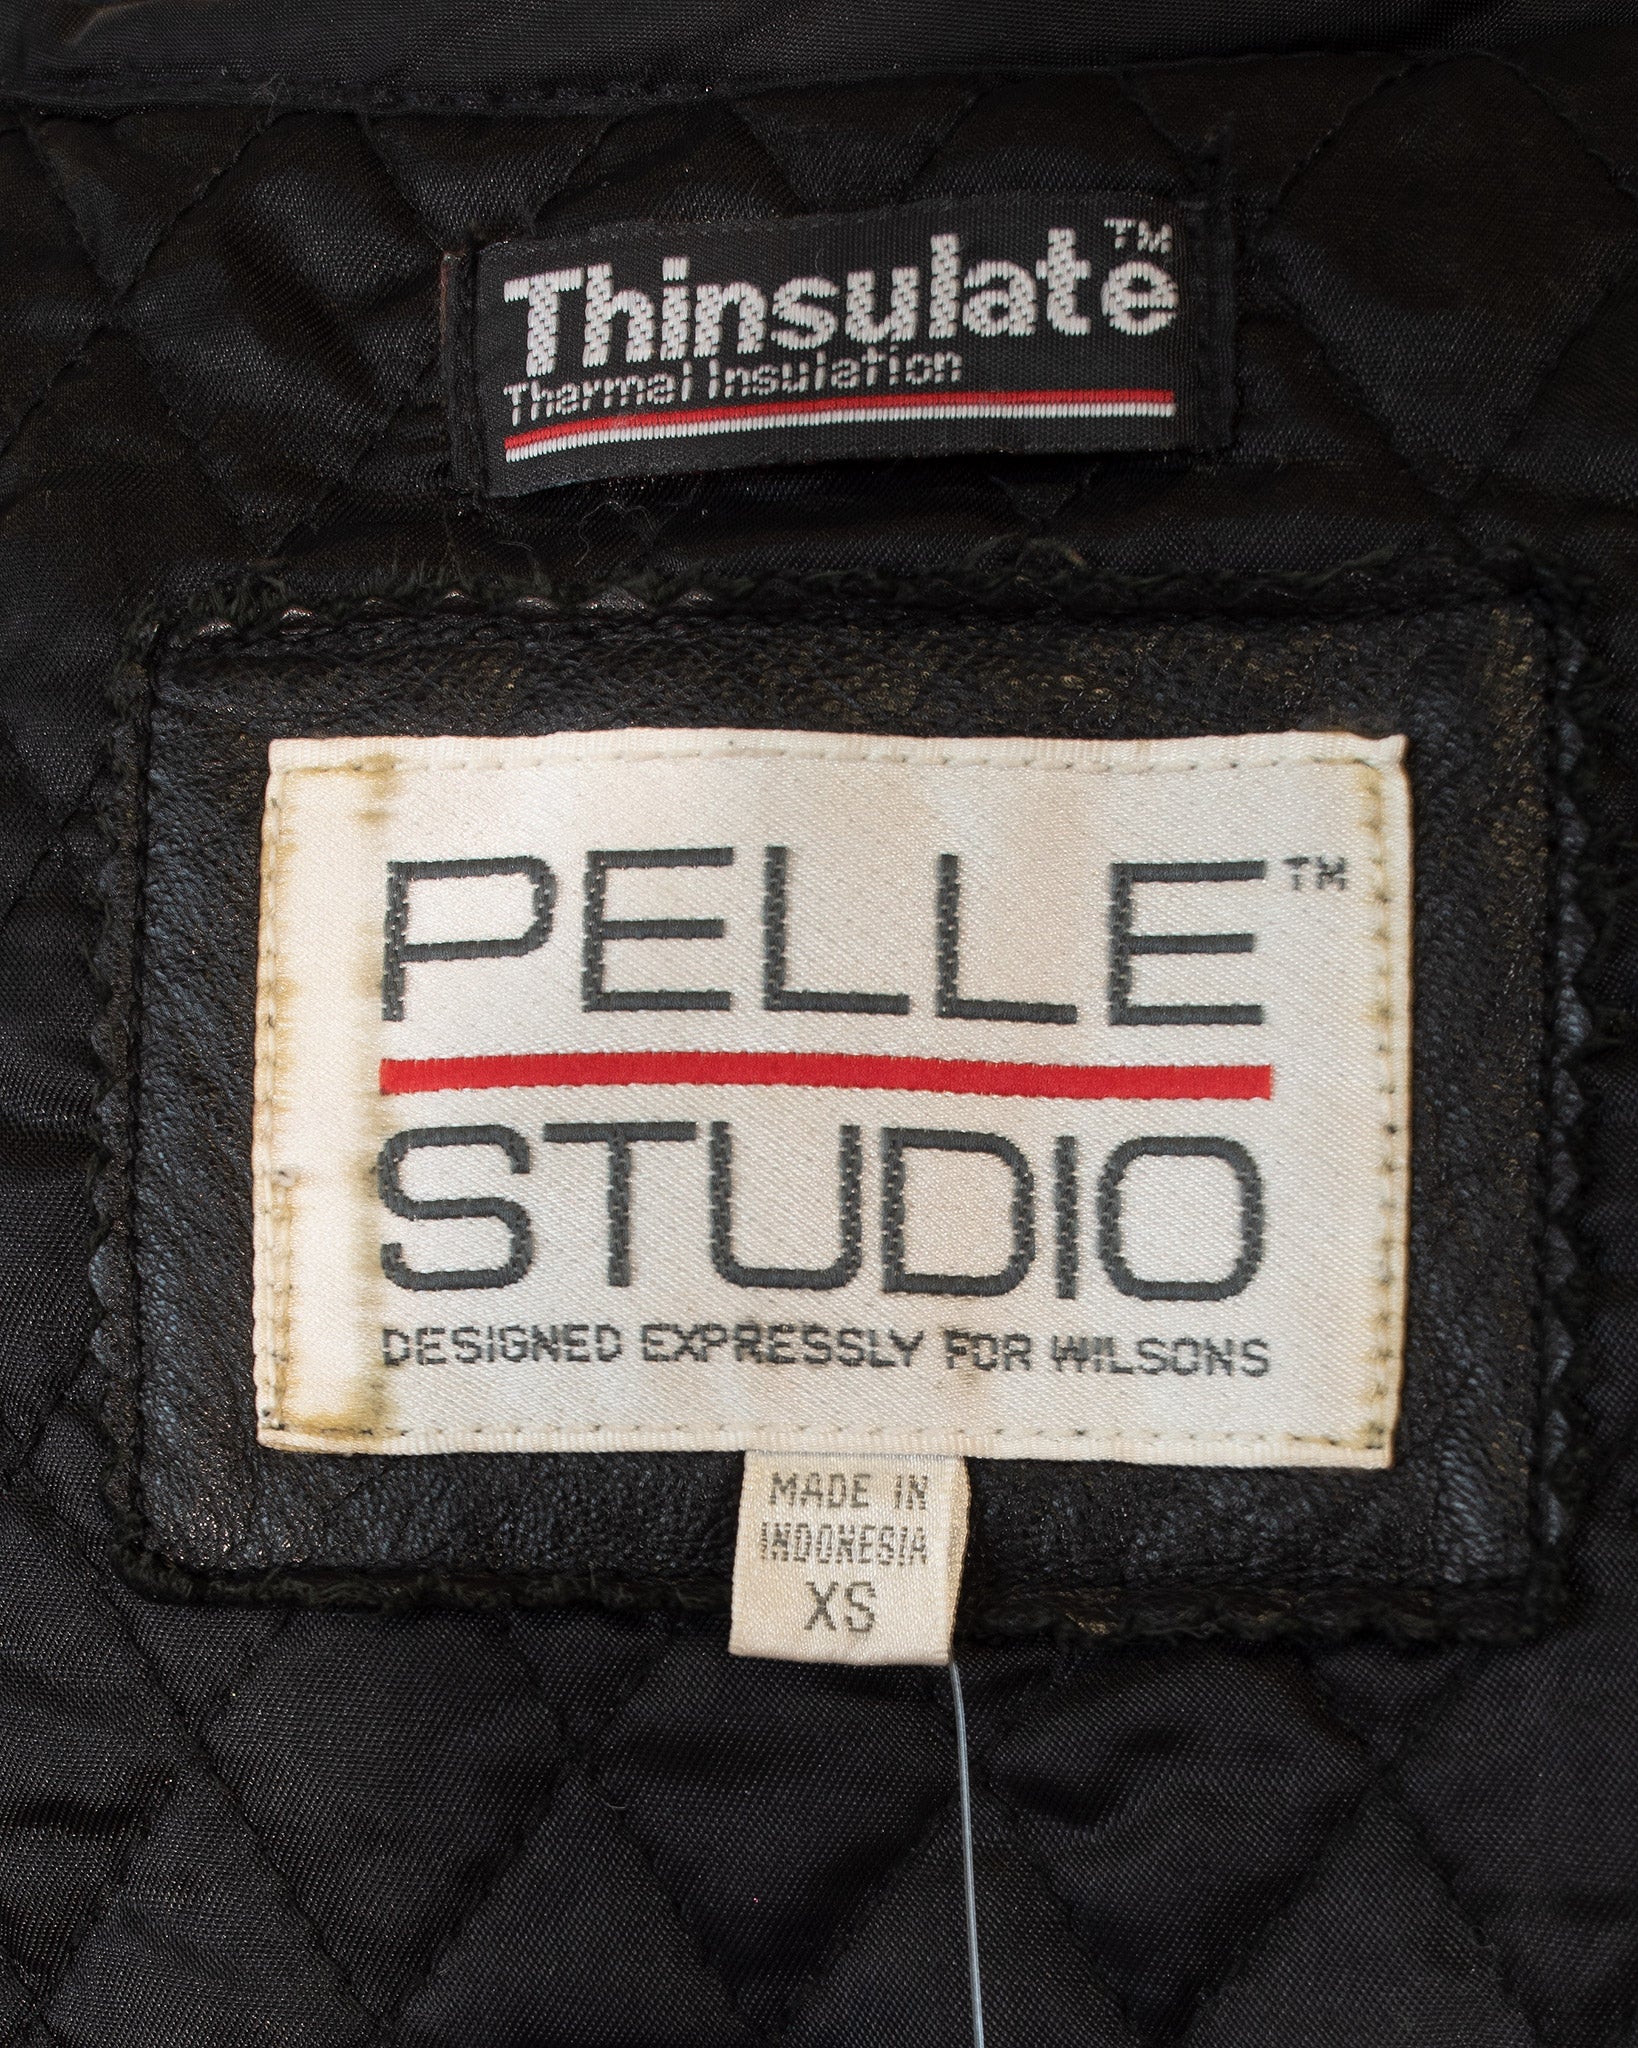 Thinsulate™
Thermal Insulation
PELLE™
STUDIO
DESIGNED EXPRESSLY FOR WILSONS
MADE IN
INDONESIA
XS